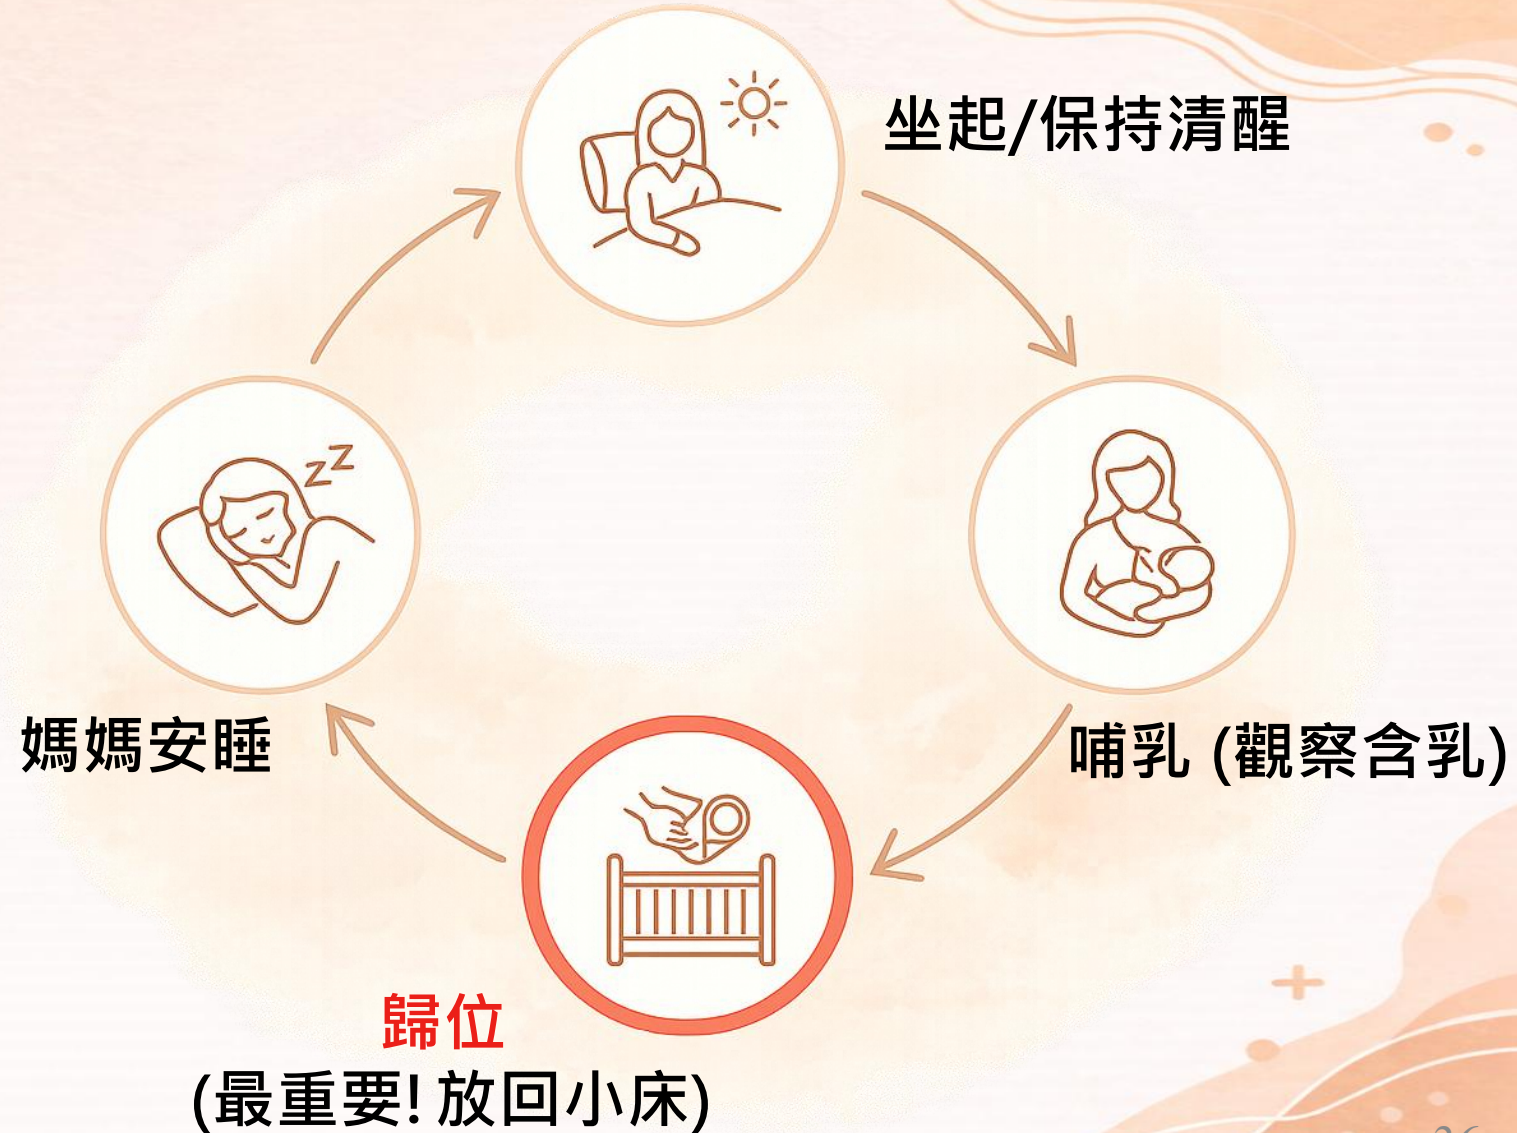 坐起/保持清醒
哺乳 (觀察含乳)
歸位
(最重要! 放回小床)
媽媽安睡
zz